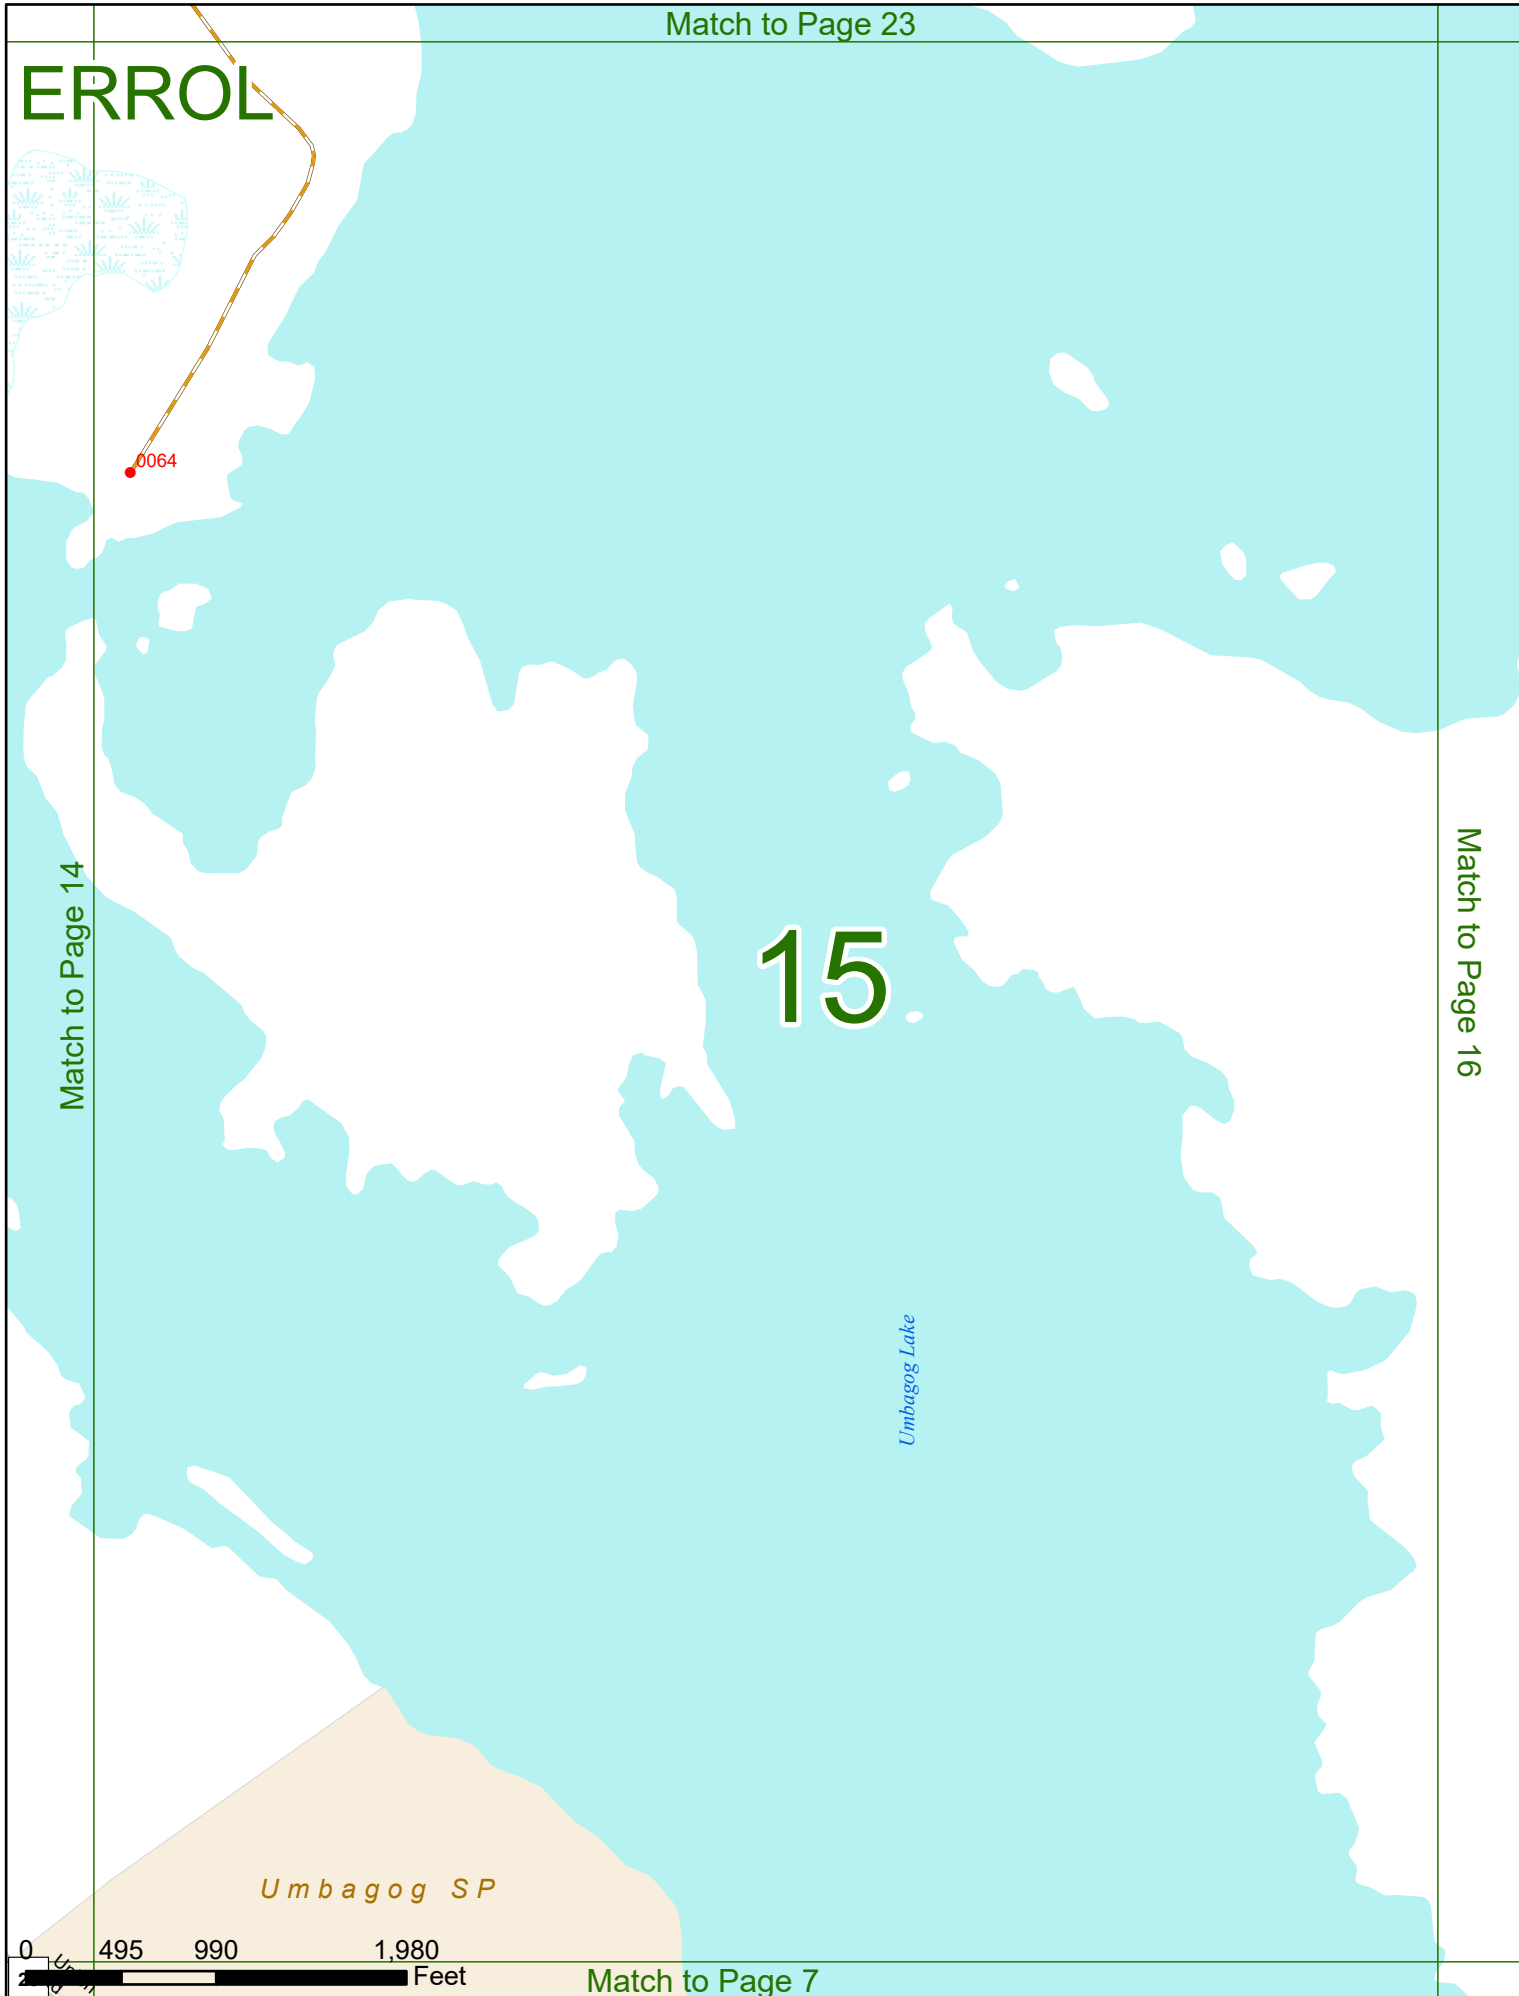 Match to Page 23
ERROL
0064
Match to Page 14
15
Match to Page 16
Umbagog Lake
Umbagog SP
0 495 990 1,980
Feet
Match to Page 7